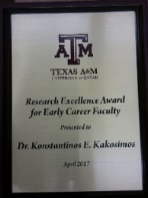 ATM
TEXAS A&M
UNIVERSITY at QATAR
Research Excellence Award
for Early Career Faculty
Presented to
Dr. Konstantinos E. Kakosimos
April 2017